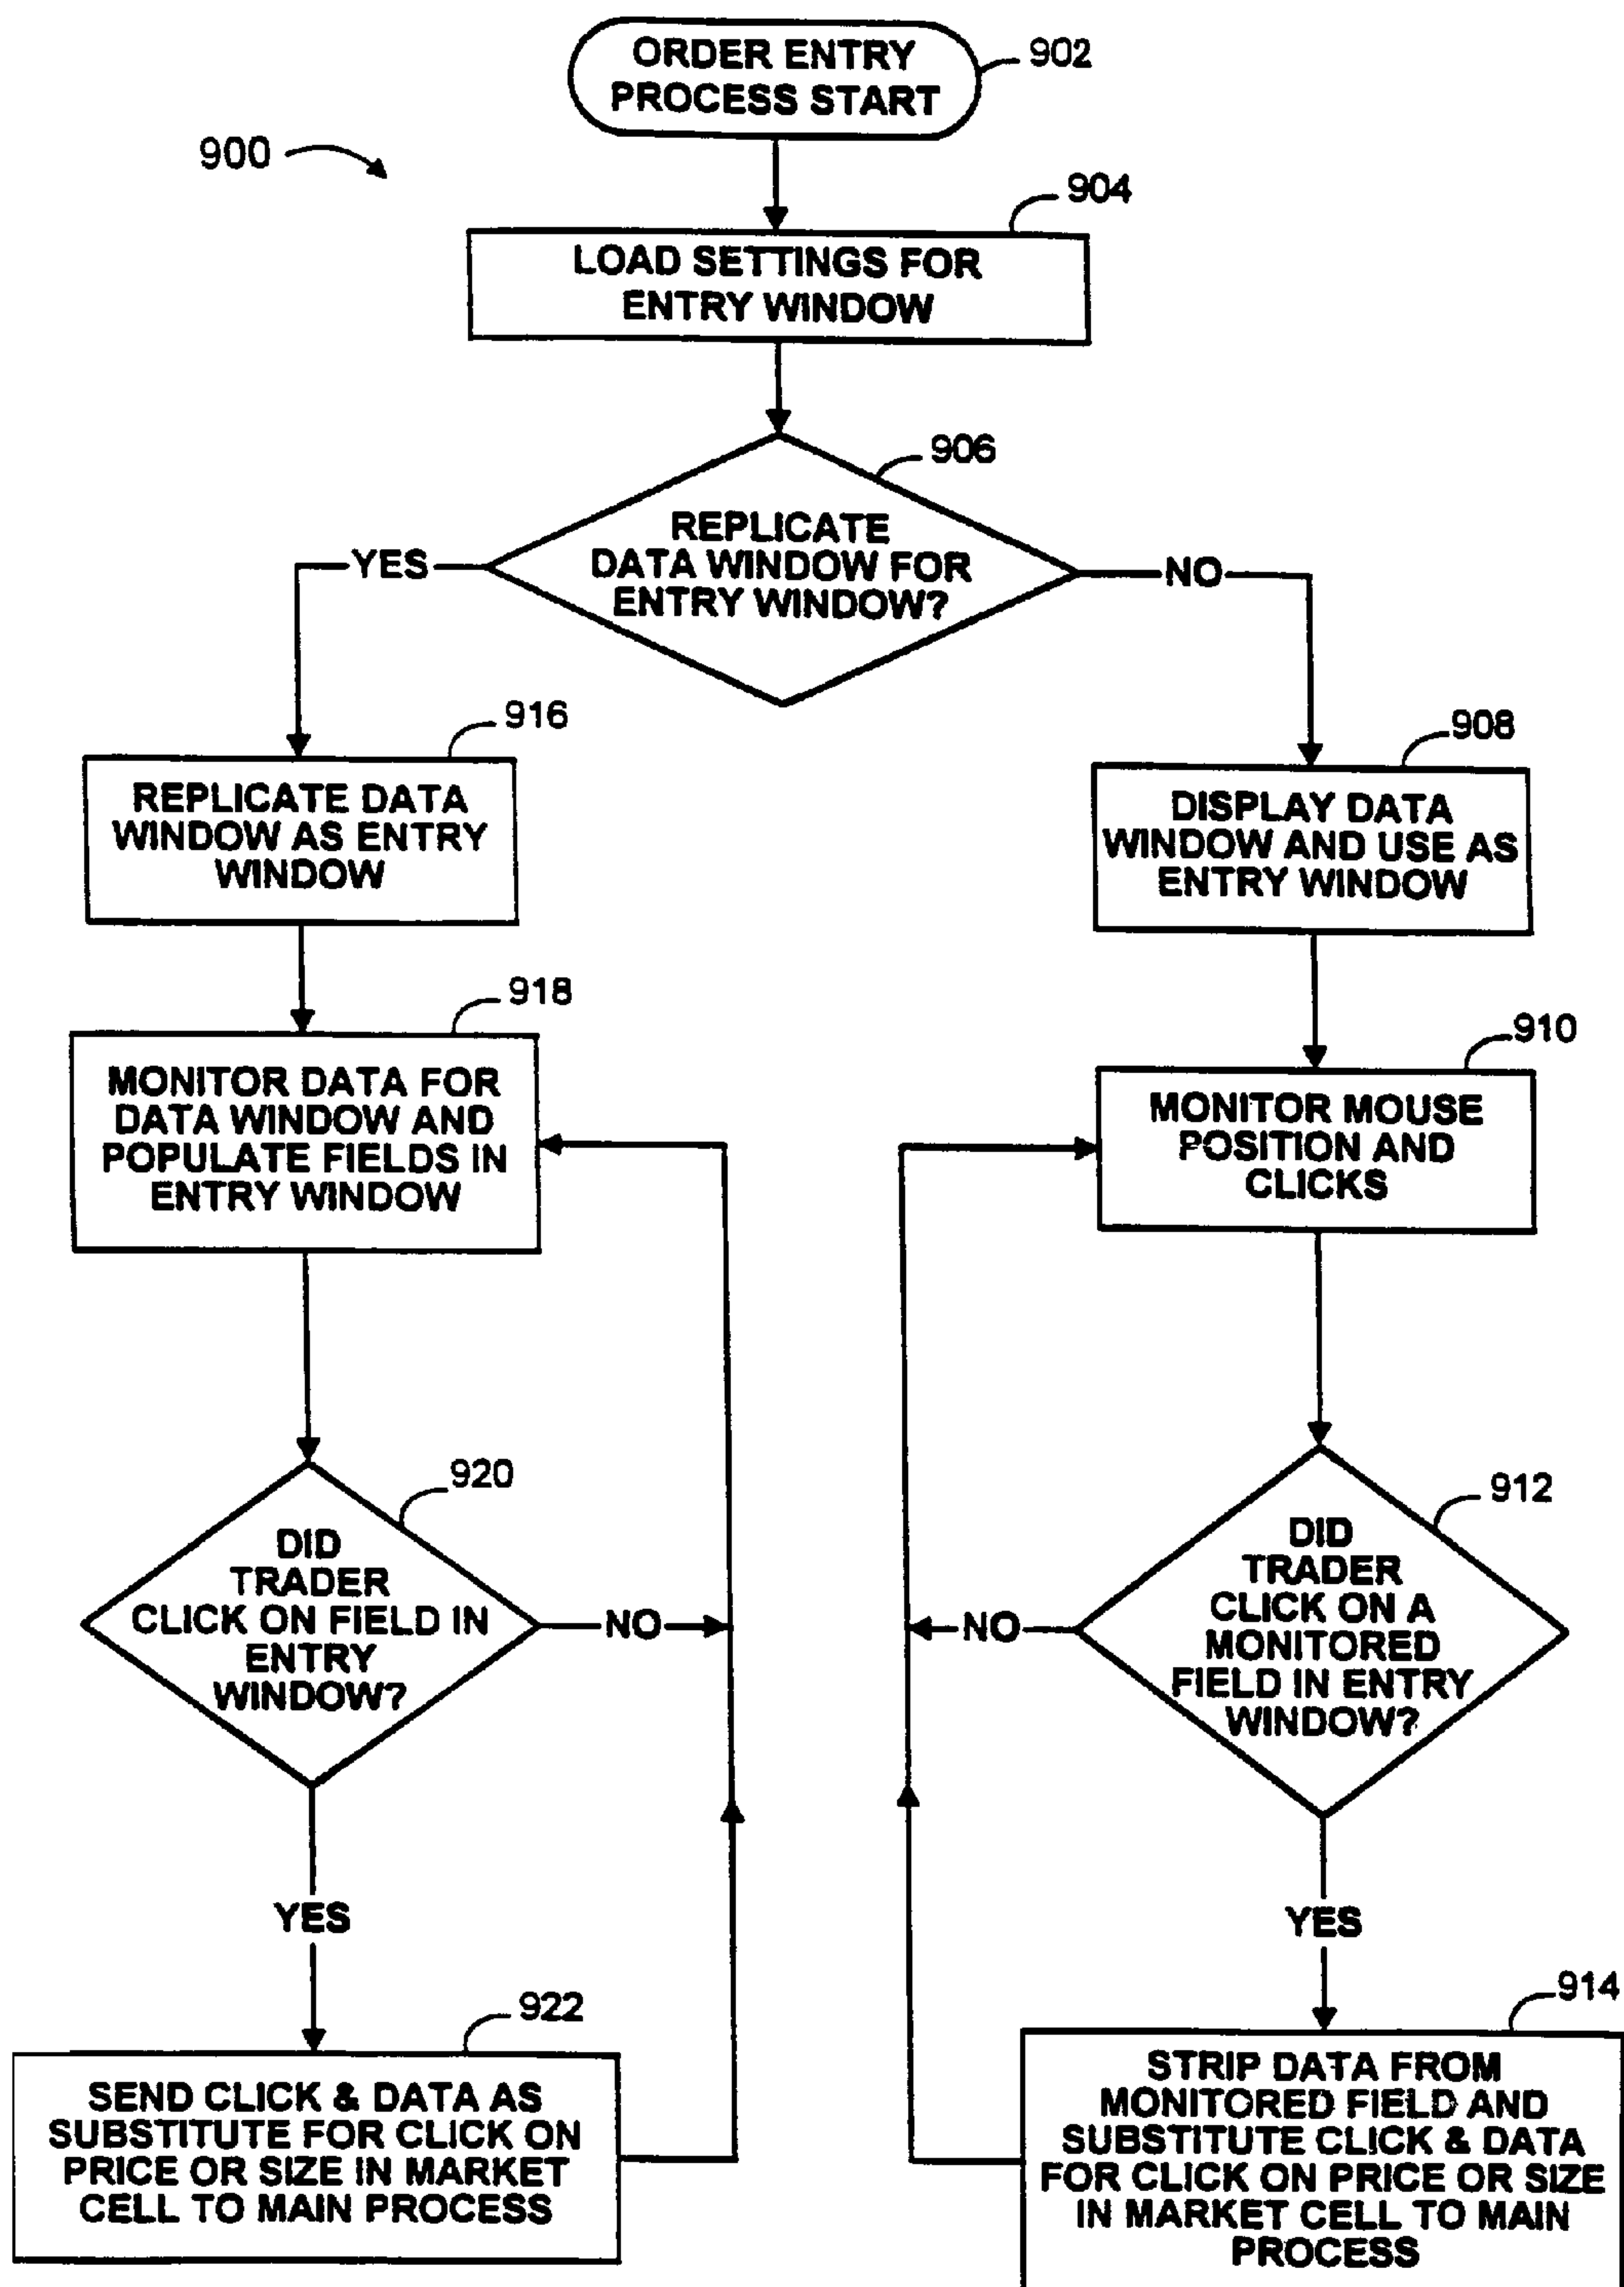 ORDER ENTRY
PROCESS START
902
900
904
LOAD SETTINGS FOR
ENTRY WINDOW
906
REPLICATE
DATA WINDOW FOR
ENTRY WINDOW?
YES
NO
916
REPLICATE DATA
WINDOW AS ENTRY
WINDOW
908
DISPLAY DATA
WINDOW AND USE AS
ENTRY WINDOW
918
MONITOR DATA FOR
DATA WINDOW AND
POPULATE FIELDS IN
ENTRY WINDOW
910
MONITOR MOUSE
POSITION AND
CLICKS
920
DID
TRADER
CLICK ON FIELD IN
ENTRY
WINDOW?
NO
912
DID
TRADER
CLICK ON A
MONITORED
FIELD IN ENTRY
WINDOW?
NO
YES
YES
922
SEND CLICK & DATA AS
SUBSTITUTE FOR CLICK ON
PRICE OR SIZE IN MARKET
CELL TO MAIN PROCESS
914
STRIP DATA FROM
MONITORED FIELD AND
SUBSTITUTE CLICK & DATA
FOR CLICK ON PRICE OR SIZE
IN MARKET CELL TO MAIN
PROCESS